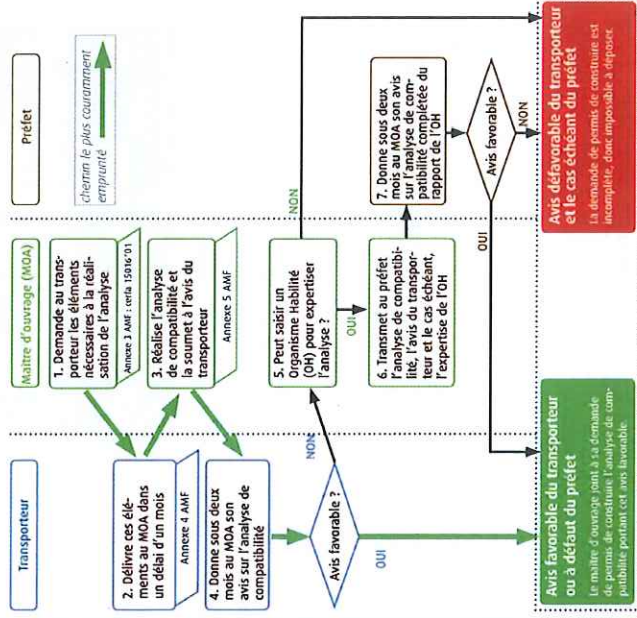 Transporteur
Maître d'ouvrage (MOA)
Préfet
chemin le plus couramment
emprunté
1. Demande au trans-
porteur les éléments
nécessaires à la réali-
sation de l'analyse
Annexe 3 AMF : cerfa 15016*01
2. Délivre ces élé-
ments au MOA dans
un délai d'un mois
Annexe 4 AMF
3. Réalise l'analyse
de compatibilité et
la soumet à l'avis du
transporteur
Annexe 5 AMF
4. Donne sous deux
mois au MOA son
avis sur l'analyse de
compatibilité
Avis favorable ?
NON
OUI
5. Peut saisir un
Organisme Habilité
(OH) pour expertiser
l'analyse ?
NON
OUI
6. Transmet au préfet
l'analyse de compatibi-
lité, l'avis du transpor-
teur et le cas échéant,
l'expertise de l'OH
7. Donne sous deux
mois au MOA son avis
sur l'analyse de com-
patibilité complétée du
rapport de l'OH
Avis favorable ?
OUI
NON
Avis favorable du transporteur
ou à défaut du préfet
Le maître d'ouvrage joint à sa demande
de permis de construire l'analyse de com-
patibilité portant cet avis favorable.
Avis défavorable du transporteur
et le cas échéant du préfet
La demande de permis de construire est
incomplète, donc impossible à déposer.